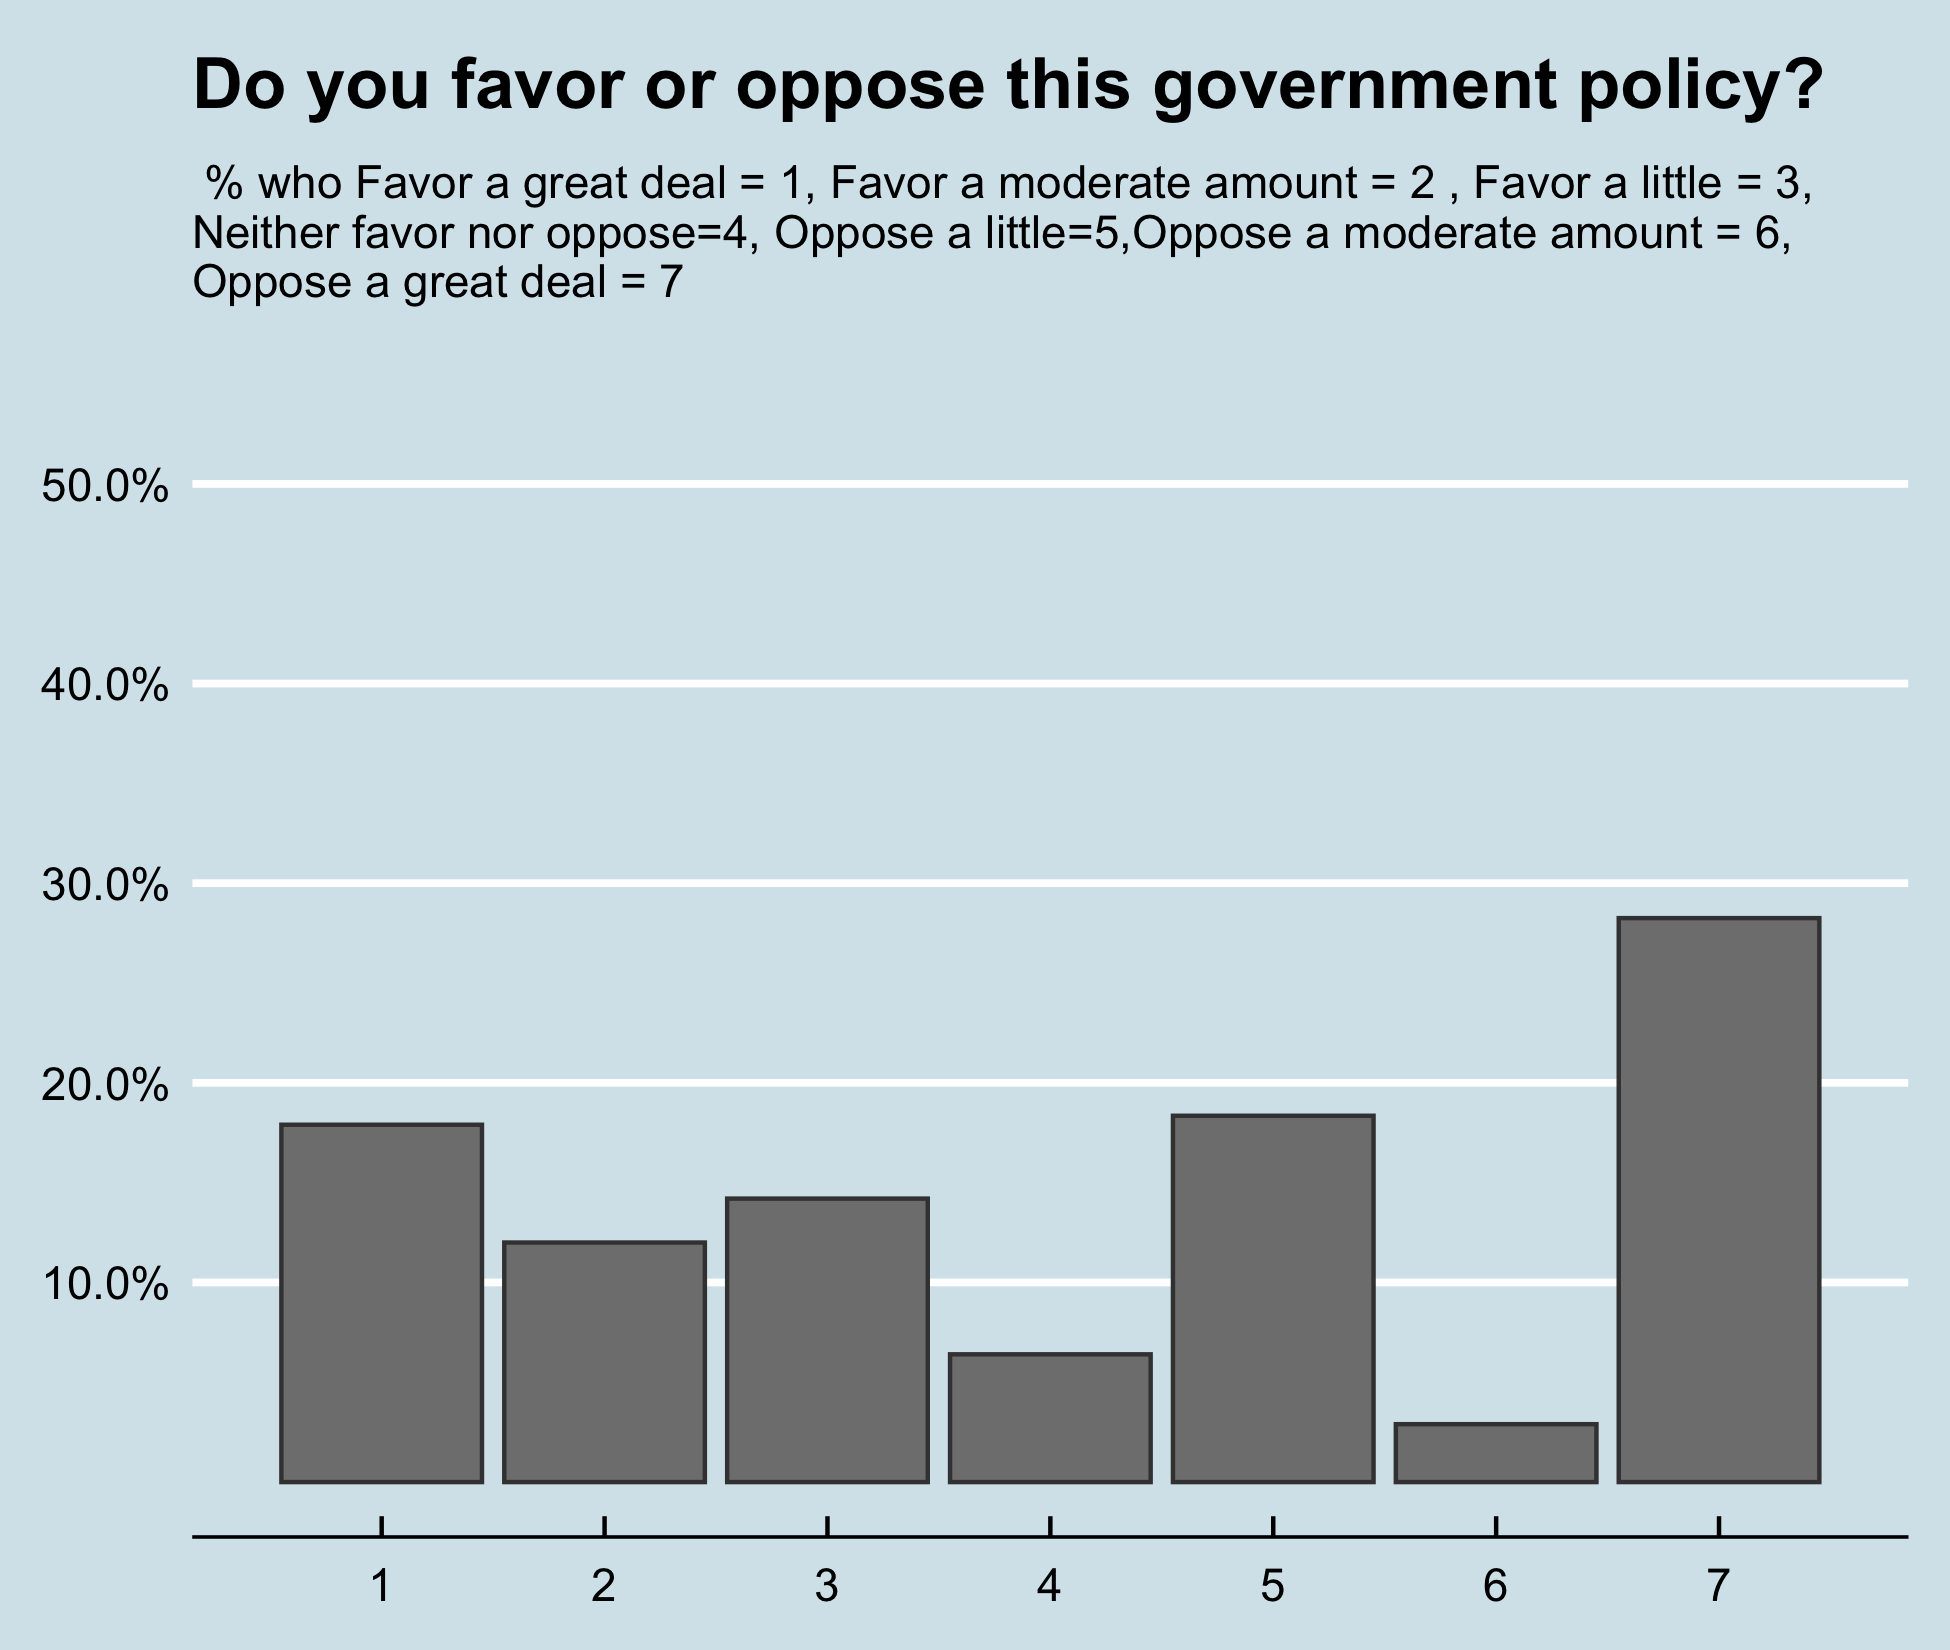 Do you favor or oppose this government policy?
% who Favor a great deal = 1, Favor a moderate amount = 2 , Favor a little = 3,
Neither favor nor oppose=4, Oppose a little=5,Oppose a moderate amount = 6,
Oppose a great deal = 7
50.0%
40.0%
30.0%
20.0%
10.0%
1 2 3 4 5 6 7